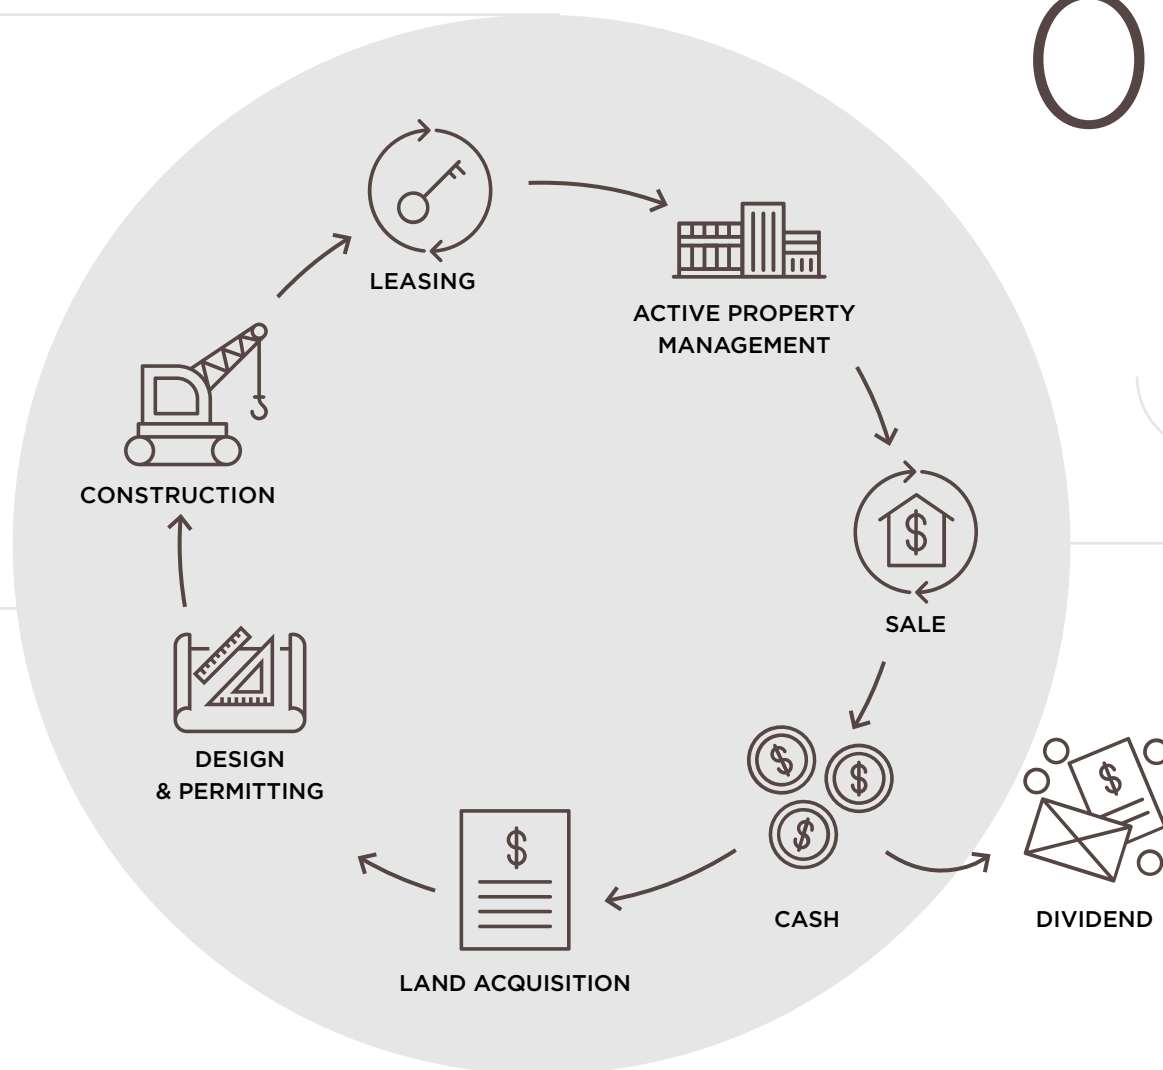 O
LEASING
ACTIVE PROPERTY
MANAGEMENT
CONSTRUCTION
$
SALE
DESIGN
& PERMITTING
$
$
$
$
$
CASH
DIVIDEND
LAND ACQUISITION